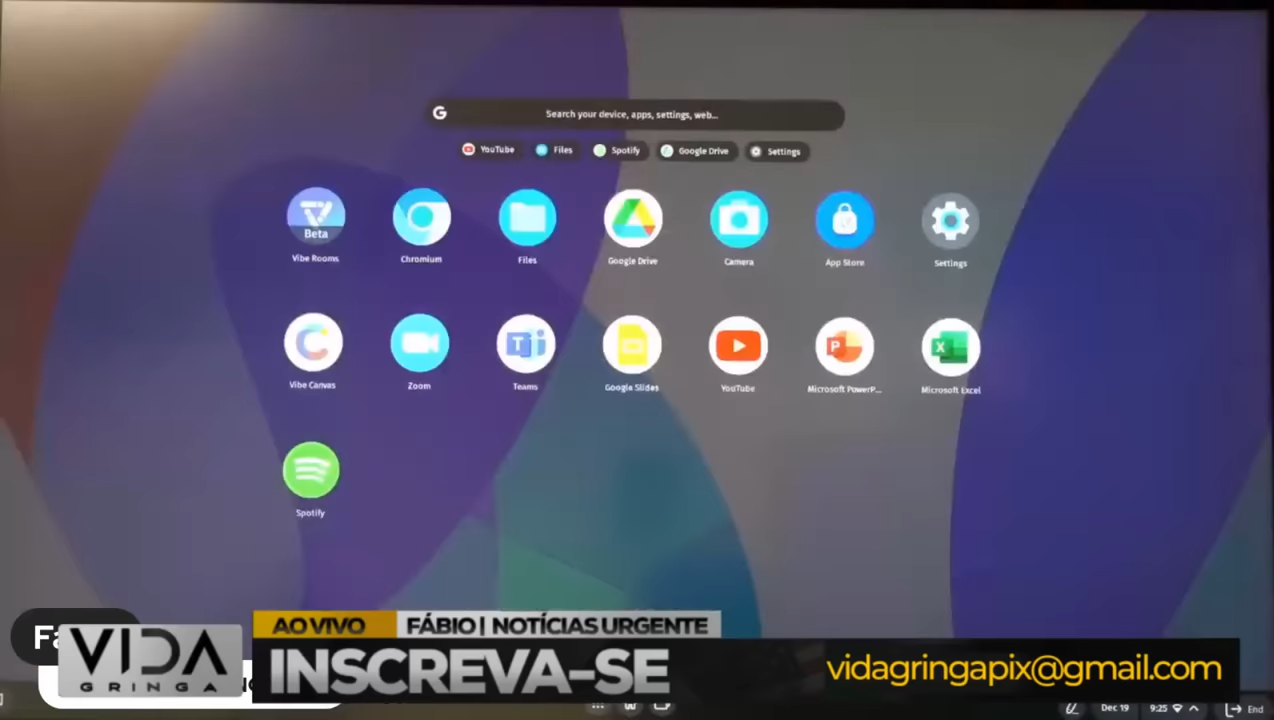 Search your device, apps, settings, web...
YouTube Files Spotify Google Drive Settings
Beta
Vibe Rooms Chromium Files Google Drive Camera App Store Settings
Vibe Canvas Zoom Teams Google Slides YouTube Microsoft PowerP... Microsoft Excel
Spotify
AO VIVO FÁBIO | NOTÍCIAS URGENTE
VIDA
GRINGA
INSCREVA-SE
vidagringapix@gmail.com
Dec 19 9:25 End